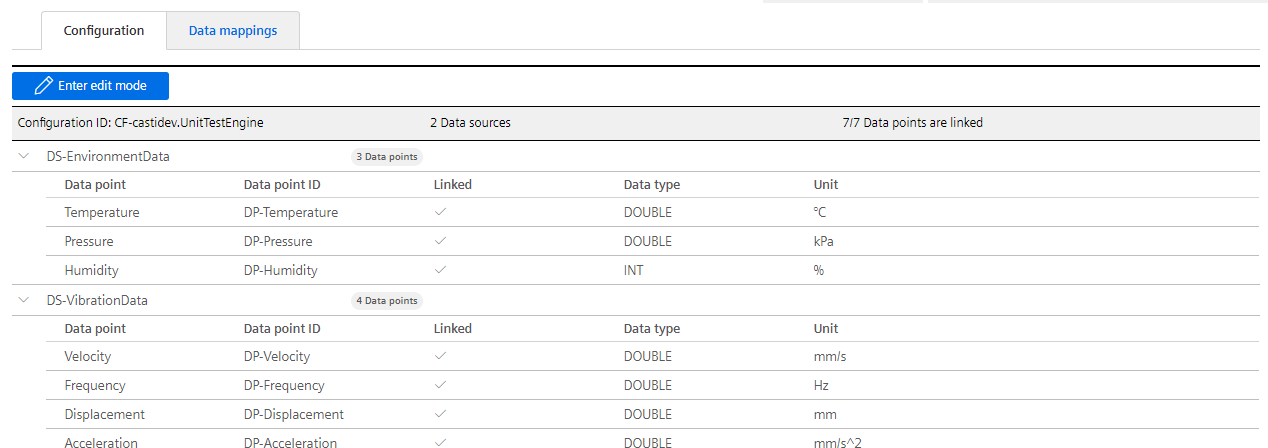 Configuration Data mappings
Enter edit mode
Configuration ID: CF-castidev.UnitTestEngine 2 Data sources 7/7 Data points are linked
DS-EnvironmentData 3 Data points
Data point Data point ID Linked Data type Unit
Temperature DP-Temperature DOUBLE °C
Pressure DP-Pressure DOUBLE kPa
Humidity DP-Humidity INT %
DS-VibrationData 4 Data points
Data point Data point ID Linked Data type Unit
Velocity DP-Velocity DOUBLE mm/s
Frequency DP-Frequency DOUBLE Hz
Displacement DP-Displacement DOUBLE mm
Acceleration DP-Acceleration DOUBLE mm/s^2